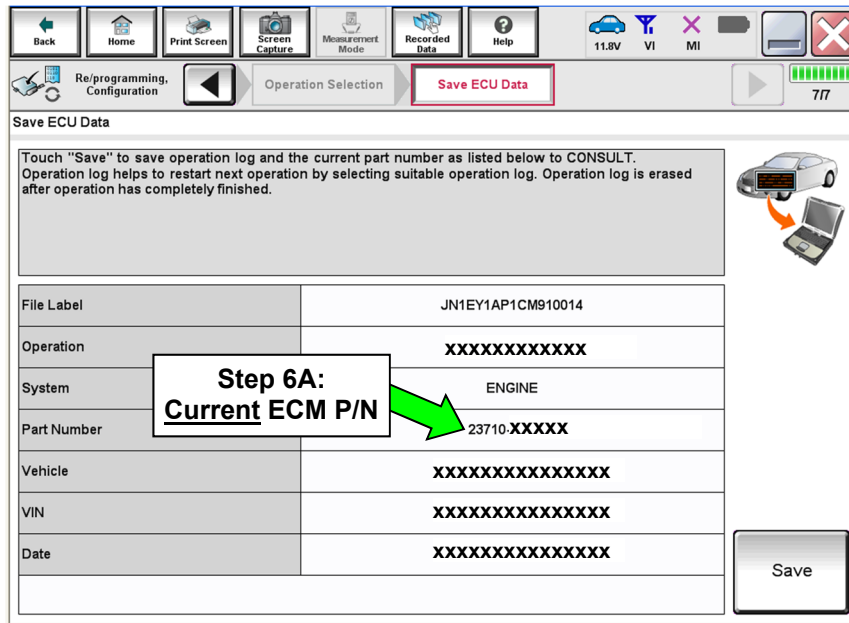 Back
Home
Print Screen
Screen
Capture
Measurement
Mode
Recorded
Data
Help
11.8V
VI
MI
Re/programming,
Configuration
Operation Selection
Save ECU Data
7/7
Save ECU Data
Touch "Save" to save operation log and the current part number as listed below to CONSULT.
Operation log helps to restart next operation by selecting suitable operation log. Operation log is erased
after operation has completely finished.
File Label
JN1EY1AP1CM910014
Operation
XXXXXXXXXXXX
System
ENGINE
Step 6A:
Current ECM P/N
Part Number
23710-XXXXX
Vehicle
XXXXXXXXXXXXXXX
VIN
XXXXXXXXXXXXXXX
Date
XXXXXXXXXXXXXXX
Save